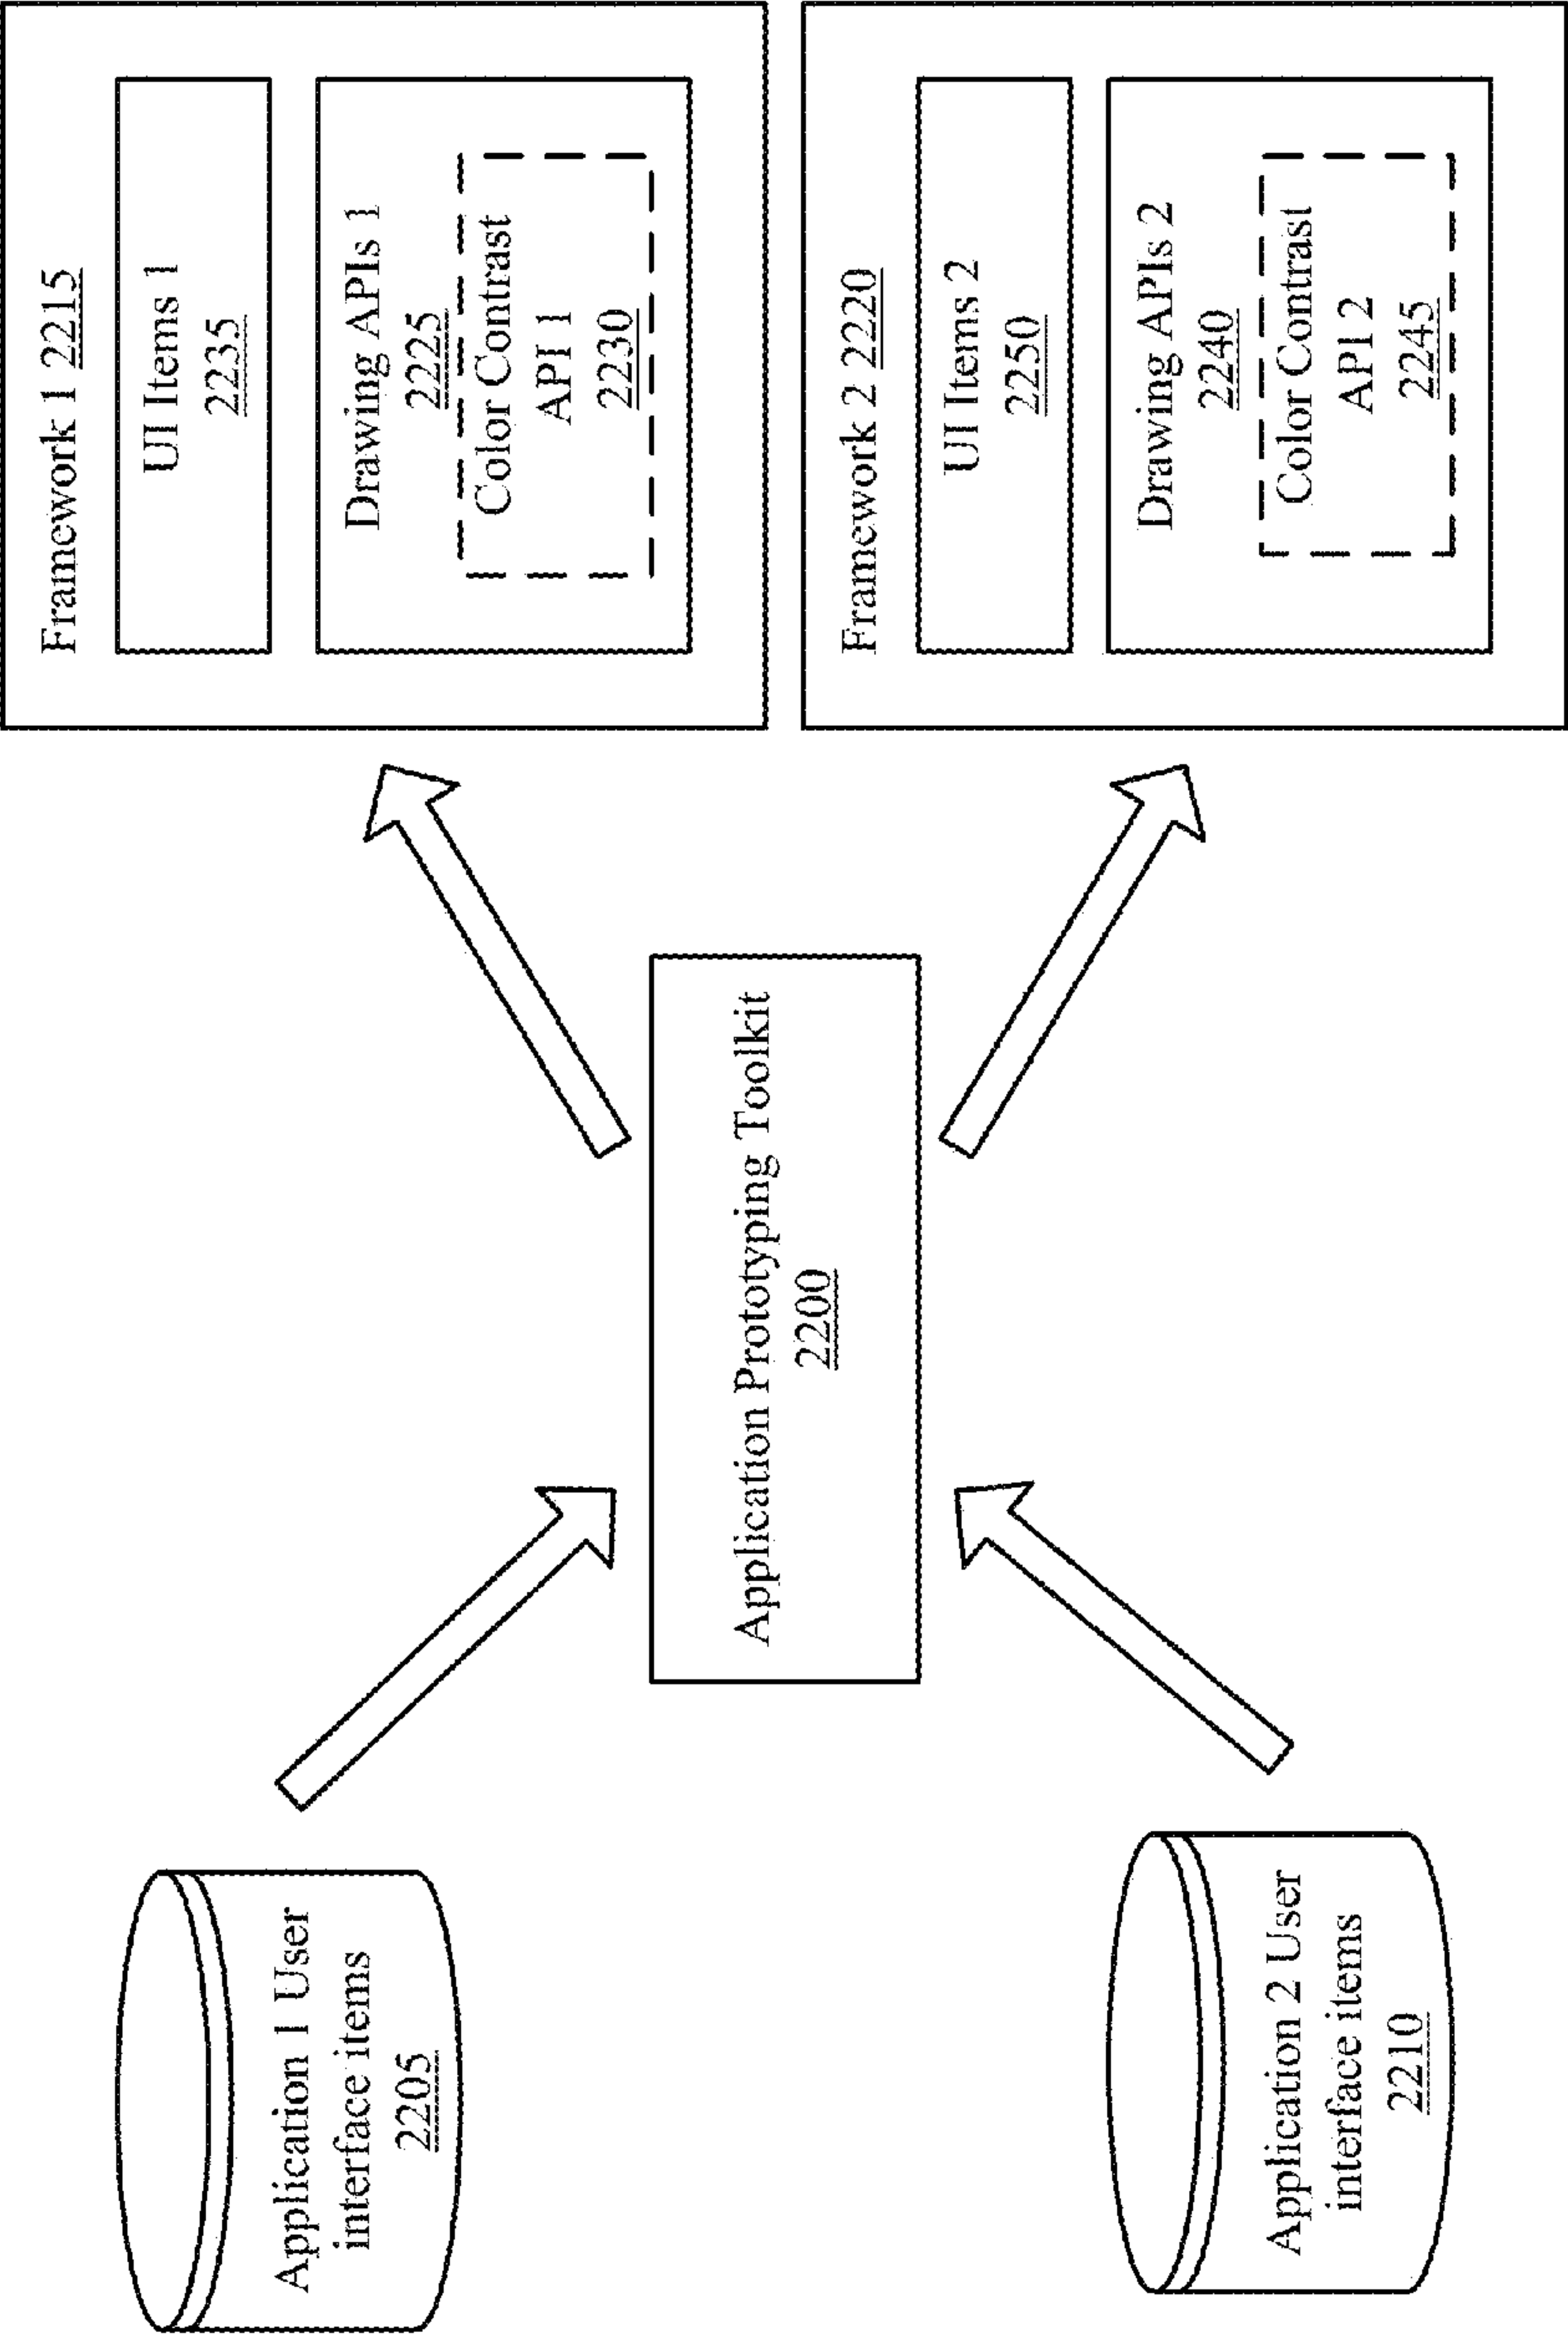 Application 1 User
interface items
2205
Application 2 User
interface items
2210
Application Prototyping Toolkit
2200
Framework 1 2215
UI Items 1
2235
Drawing APIs 1
2225
Color Contrast
API 1
2230
Framework 2 2220
UI Items 2
2250
Drawing APIs 2
2240
Color Contrast
API 2
2245